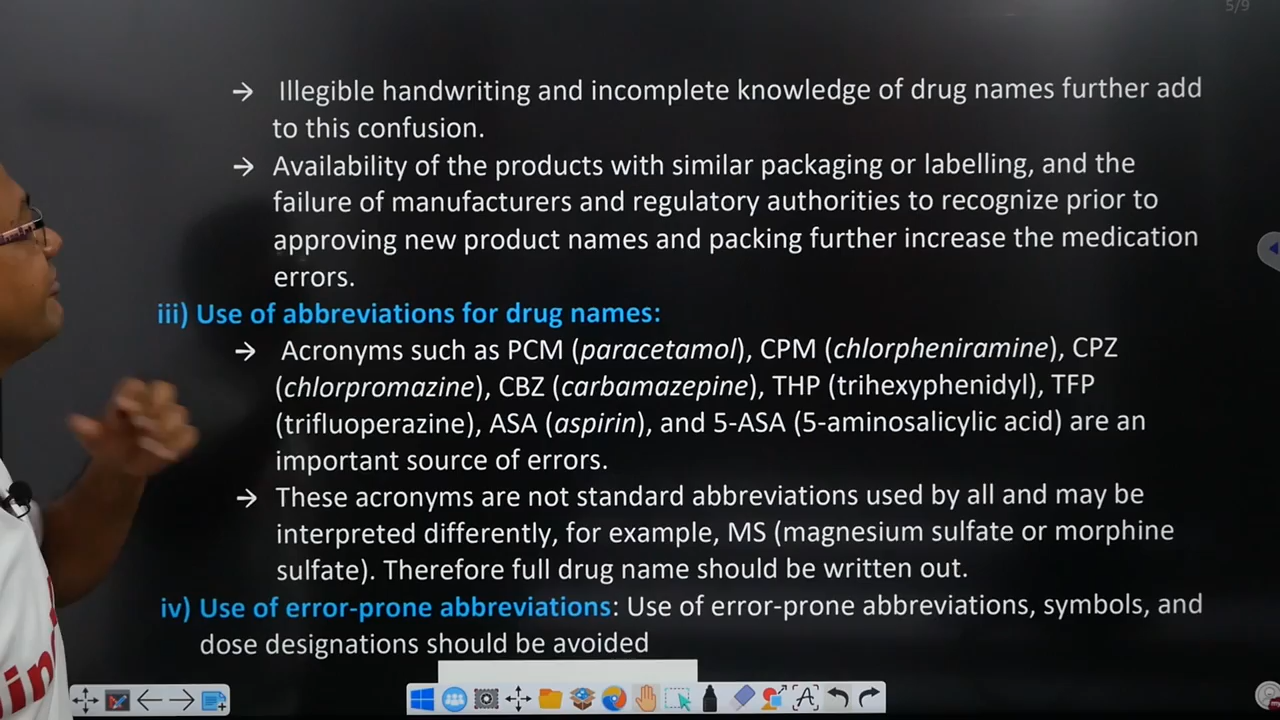 5/9
→ Illegible handwriting and incomplete knowledge of drug names further add
to this confusion.
→ Availability of the products with similar packaging or labelling, and the
failure of manufacturers and regulatory authorities to recognize prior to
approving new product names and packing further increase the medication
errors.
iii) Use of abbreviations for drug names:
→ Acronyms such as PCM (paracetamol), CPM (chlorpheniramine), CPZ
(chlorpromazine), CBZ (carbamazepine), THP (trihexyphenidyl), TFP
(trifluoperazine), ASA (aspirin), and 5-ASA (5-aminosalicylic acid) are an
important source of errors.
→ These acronyms are not standard abbreviations used by all and may be
interpreted differently, for example, MS (magnesium sulfate or morphine
sulfate). Therefore full drug name should be written out.
iv) Use of error-prone abbreviations: Use of error-prone abbreviations, symbols, and
dose designations should be avoided